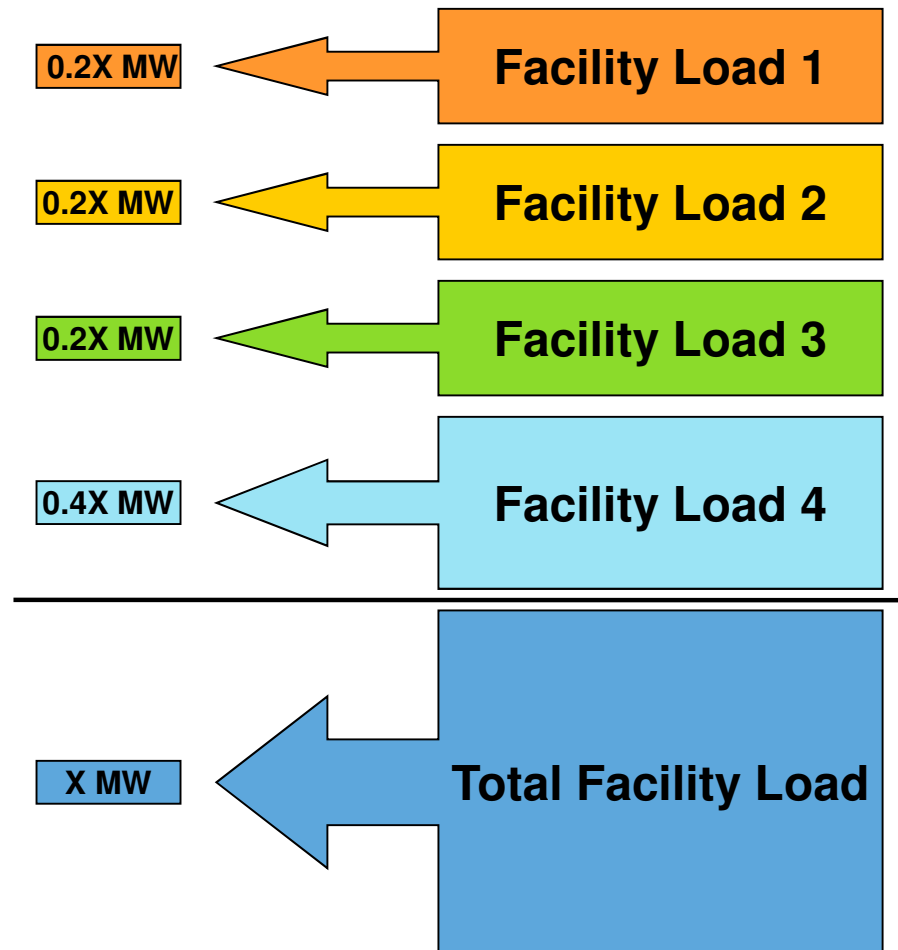 0.2X MW Facility Load 1
0.2X MW Facility Load 2
0.2X MW Facility Load 3
0.4X MW Facility Load 4
X MW Total Facility Load